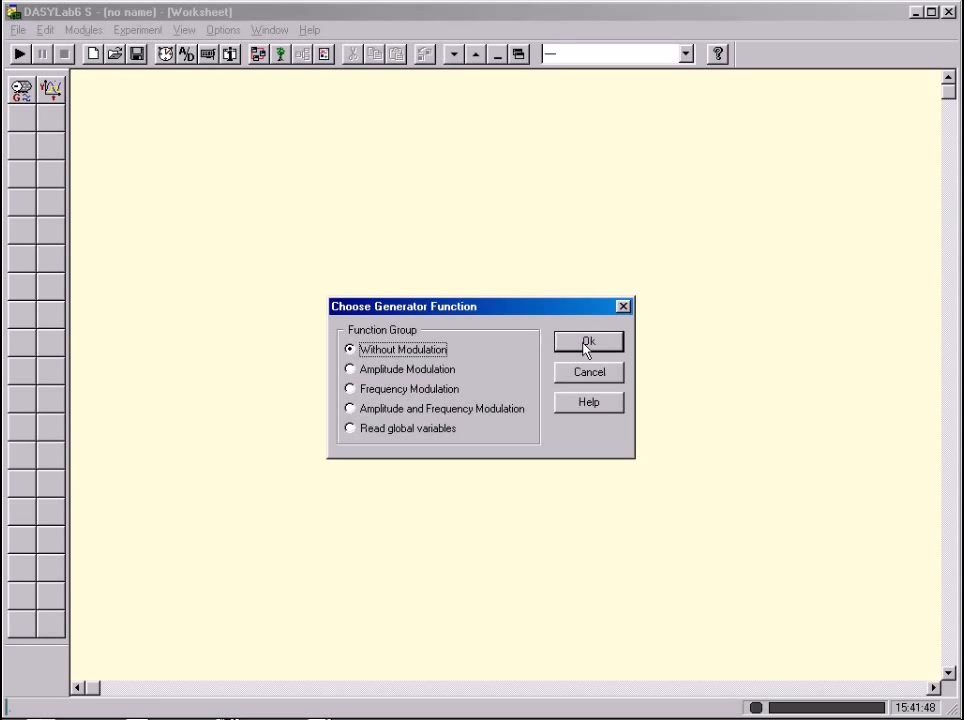 DASYLab6 S - (no name) - [Worksheet]
File Edit Modules Experiment View Options Window Help
Choose Generator Function
Function Group
Without Modulation
Amplitude Modulation
Frequency Modulation
Amplitude and Frequency Modulation
Read global variables
Ok
Cancel
Help
15:41:48